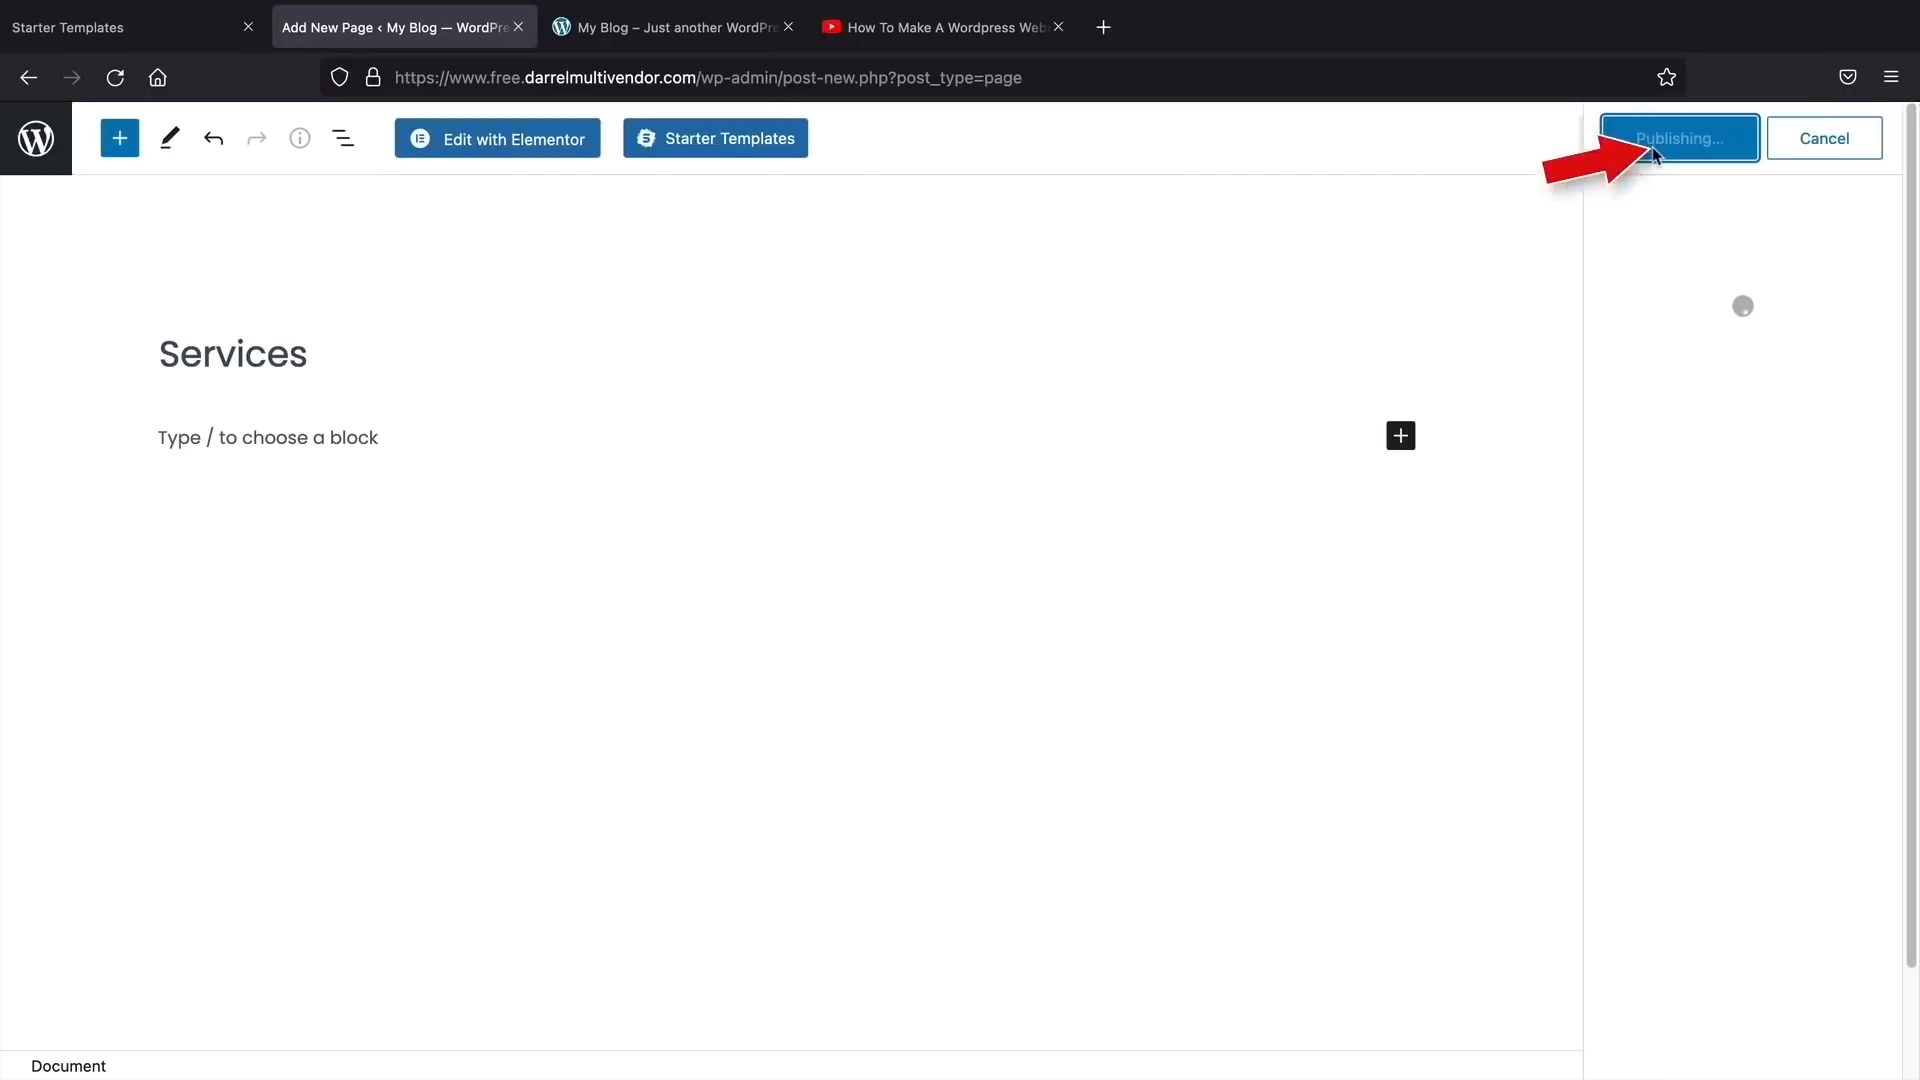 Starter Templates
Add New Page ‹ My Blog — WordPre
My Blog – Just another WordPre
How To Make A Wordpress Web
https://www.free.darrelmultivendor.com/wp-admin/post-new.php?post_type=page
Edit with Elementor
Starter Templates
Publishing...
Cancel
Services
Type / to choose a block
Document